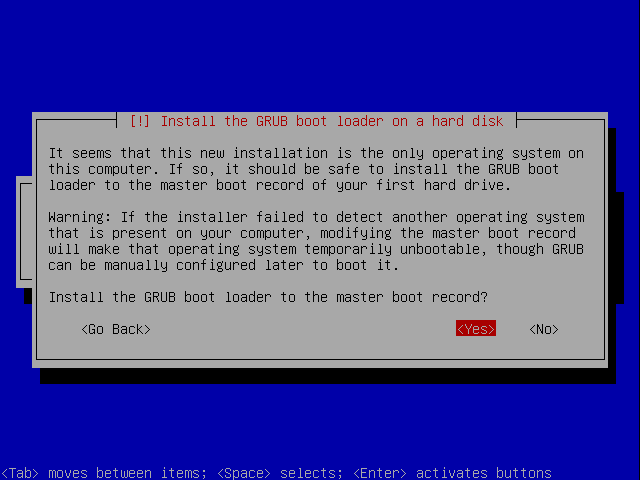 [!] Install the GRUB boot loader on a hard disk
It seems that this new installation is the only operating system on
this computer. If so, it should be safe to install the GRUB boot
loader to the master boot record of your first hard drive.
Warning: If the installer failed to detect another operating system
that is present on your computer, modifying the master boot record
will make that operating system temporarily unbootable, though GRUB
can be manually configured later to boot it.
Install the GRUB boot loader to the master boot record?
<Go Back> <Yes> <No>
<Tab> moves between items; <Space> selects; <Enter> activates buttons